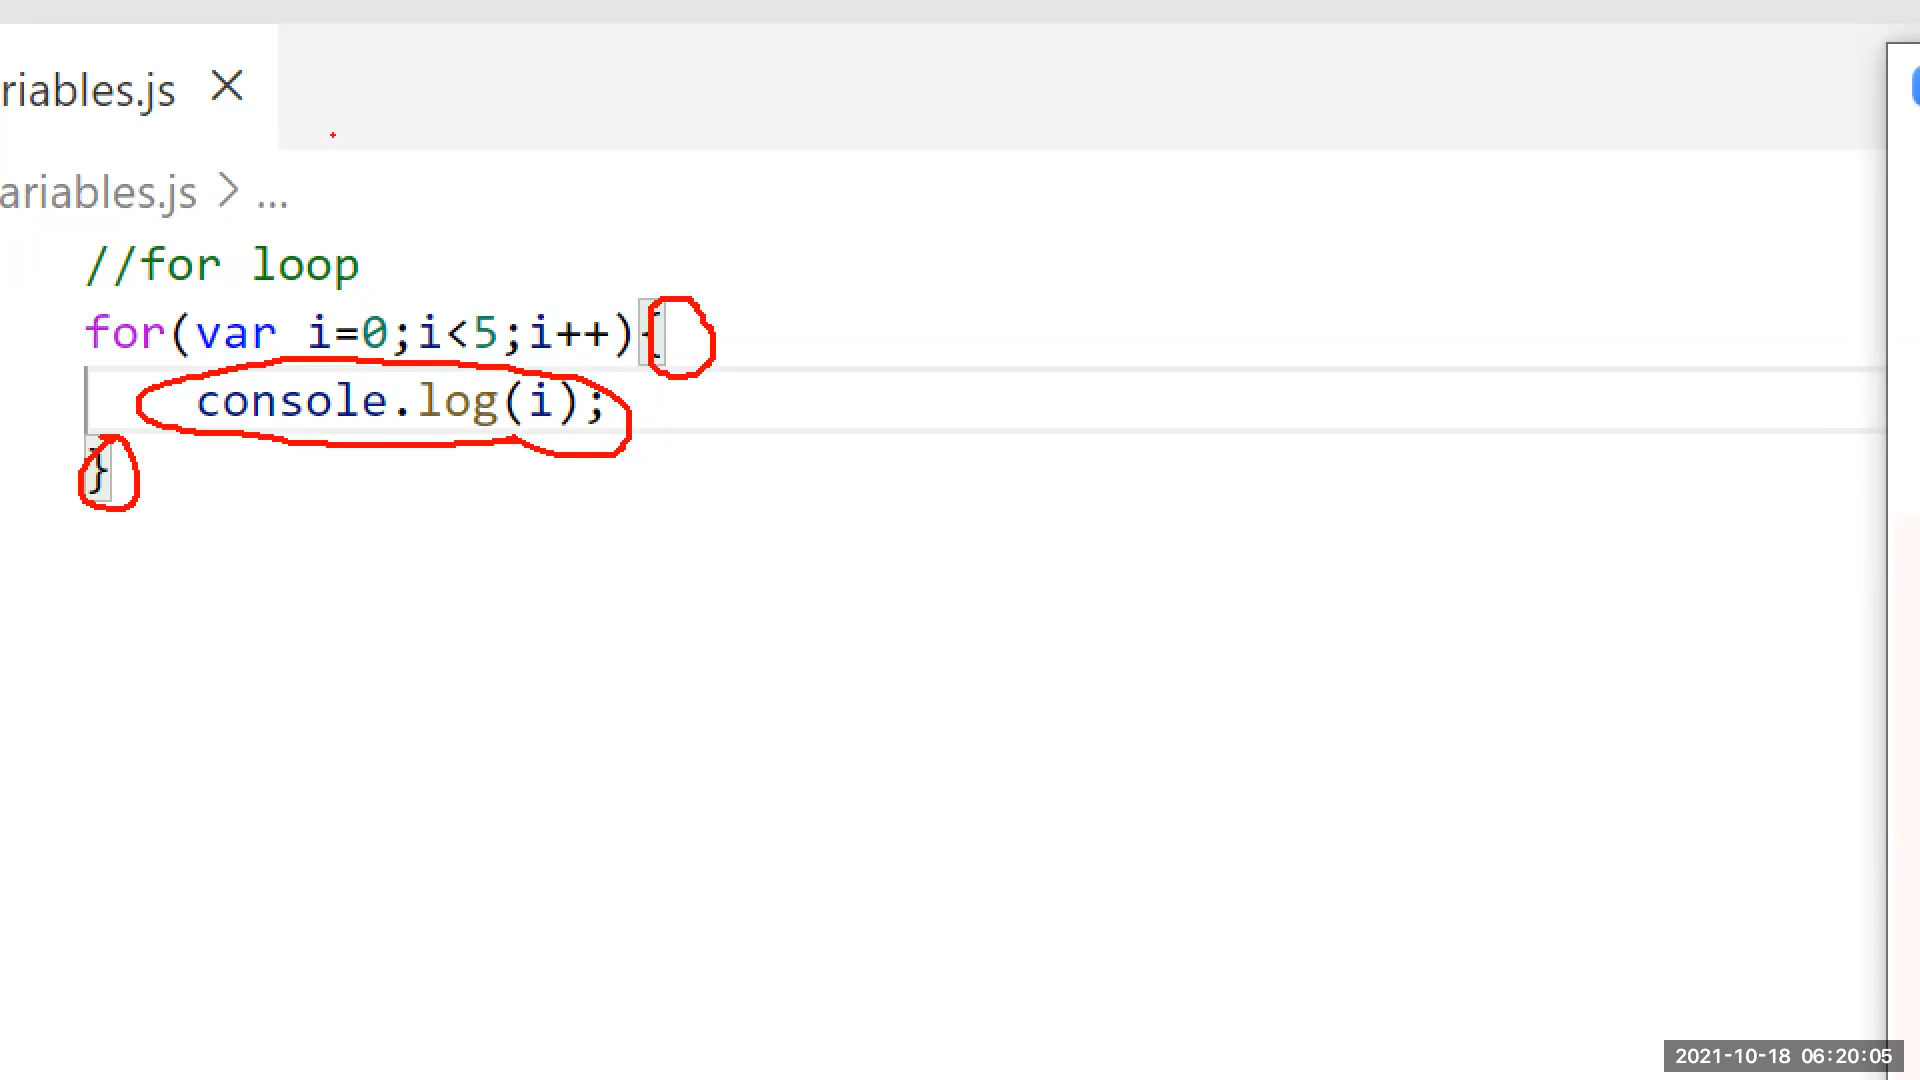 riables.js
ariables.js > ...
//for loop
for(var i=0;i<5;i++){
console.log(i);
}
2021-10-18 06:20:05